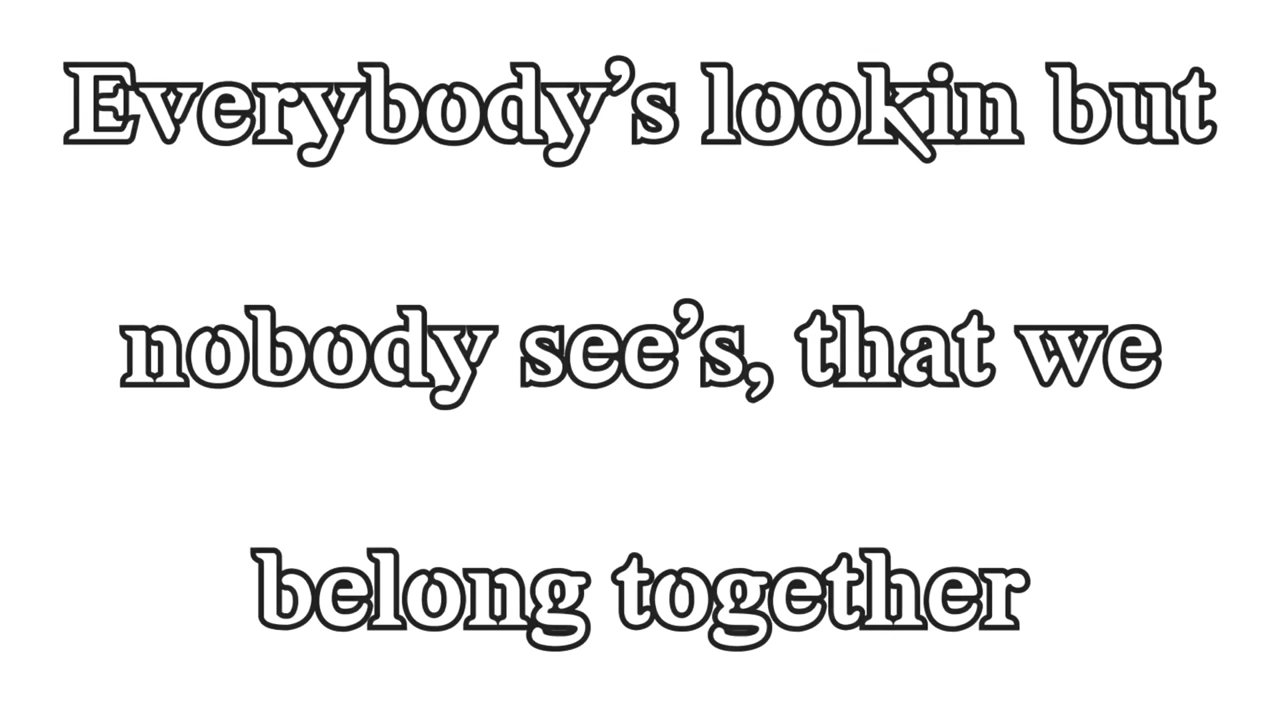 Everybody’s lookin but
nobody see’s, that we
belong together